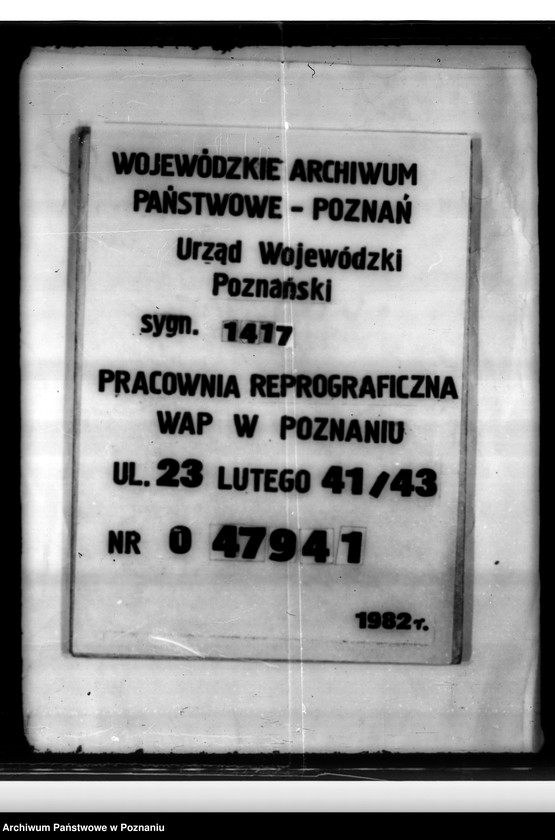 WOJEWÓDZKIE ARCHIWUM
PAŃSTWOWE - POZNAŃ
Urząd Wojewódzki
Poznański
sygn. 1417
PRACOWNIA REPROGRAFICZNA
WAP W POZNANIU
UL. 23 LUTEGO 41/43
NR O 47941
1982 r.
Archiwum Państwowe w Poznaniu